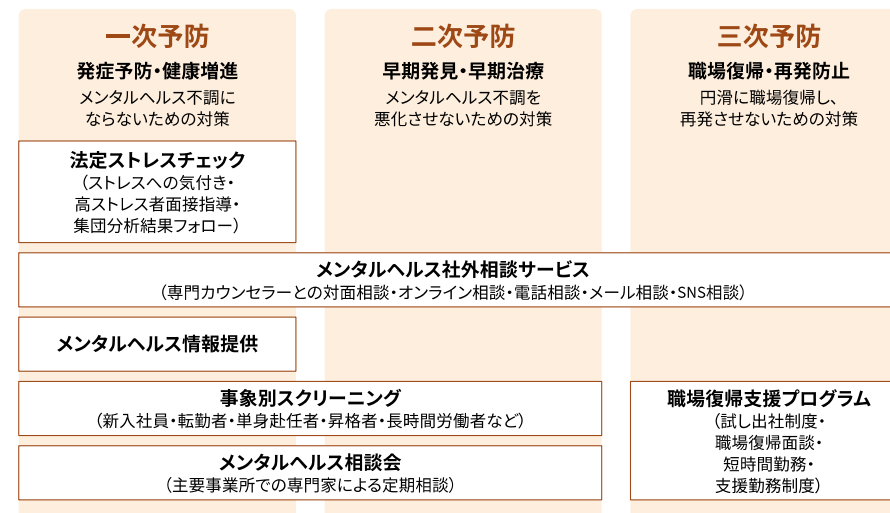 一次予防
発症予防・健康増進
メンタルヘルス不調に
ならないための対策
二次予防
早期発見・早期治療
メンタルヘルス不調を
悪化させないための対策
三次予防
職場復帰・再発防止
円滑に職場復帰し、
再発させないための対策
法定ストレスチェック
（ストレスへの気付き・
高ストレス者面接指導・
集団分析結果フォロー）
メンタルヘルス社外相談サービス
（専門カウンセラーとの対面相談・オンライン相談・電話相談・メール相談・SNS相談）
メンタルヘルス情報提供
事象別スクリーニング
（新入社員・転勤者・単身赴任者・昇格者・長時間労働者など）
メンタルヘルス相談会
（主要事業所での専門家による定期相談）
職場復帰支援プログラム
（試し出社制度・
職場復帰面談・
短時間勤務・
支援勤務制度）